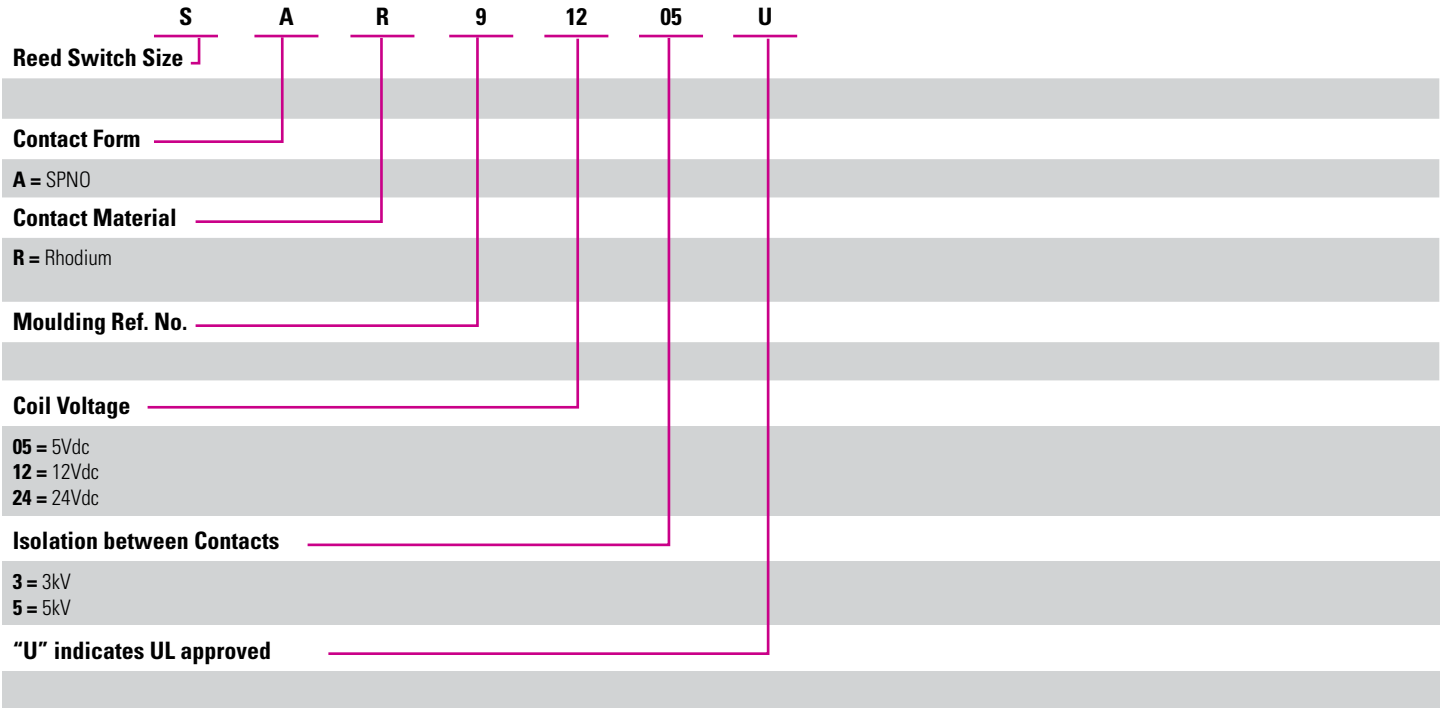 S A R 9 12 05 U
Reed Switch Size
Contact Form
A = SPNO
Contact Material
R = Rhodium
Moulding Ref. No.
Coil Voltage
05 = 5Vdc
12 = 12Vdc
24 = 24Vdc
Isolation between Contacts
3 = 3kV
5 = 5kV
“U” indicates UL approved